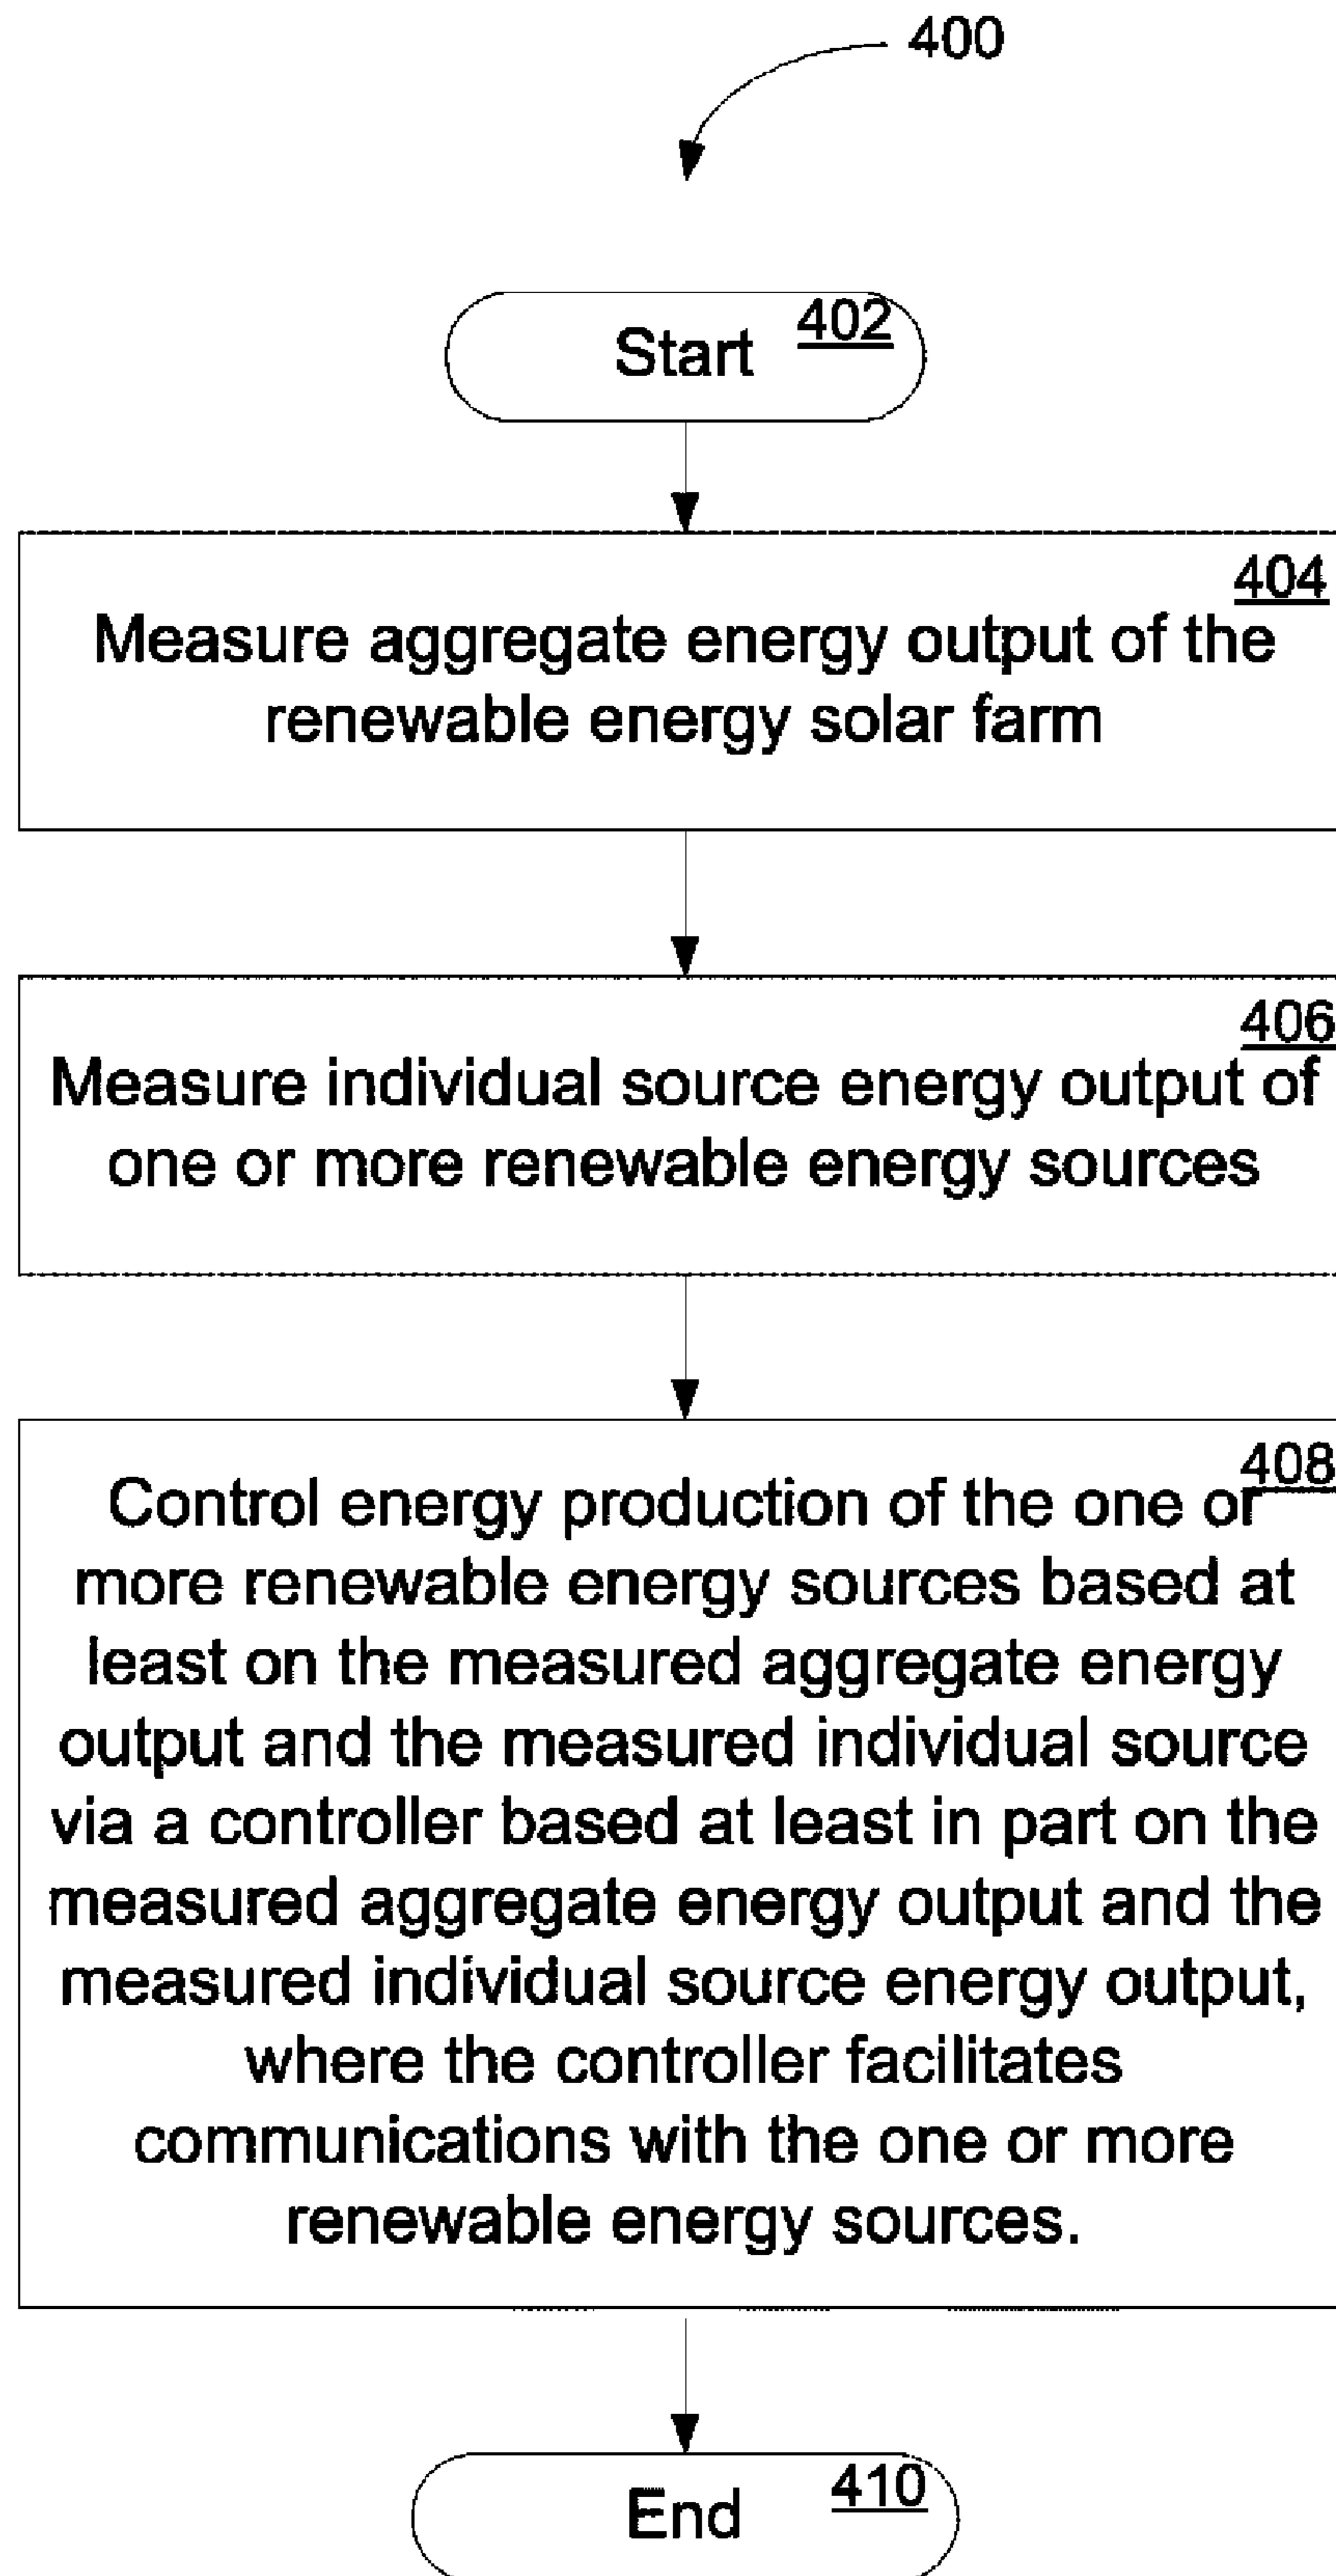 400
Start 402
404
Measure aggregate energy output of the
renewable energy solar farm
406
Measure individual source energy output of
one or more renewable energy sources
408
Control energy production of the one or
more renewable energy sources based at
least on the measured aggregate energy
output and the measured individual source
via a controller based at least in part on the
measured aggregate energy output and the
measured individual source energy output,
where the controller facilitates
communications with the one or more
renewable energy sources.
End 410